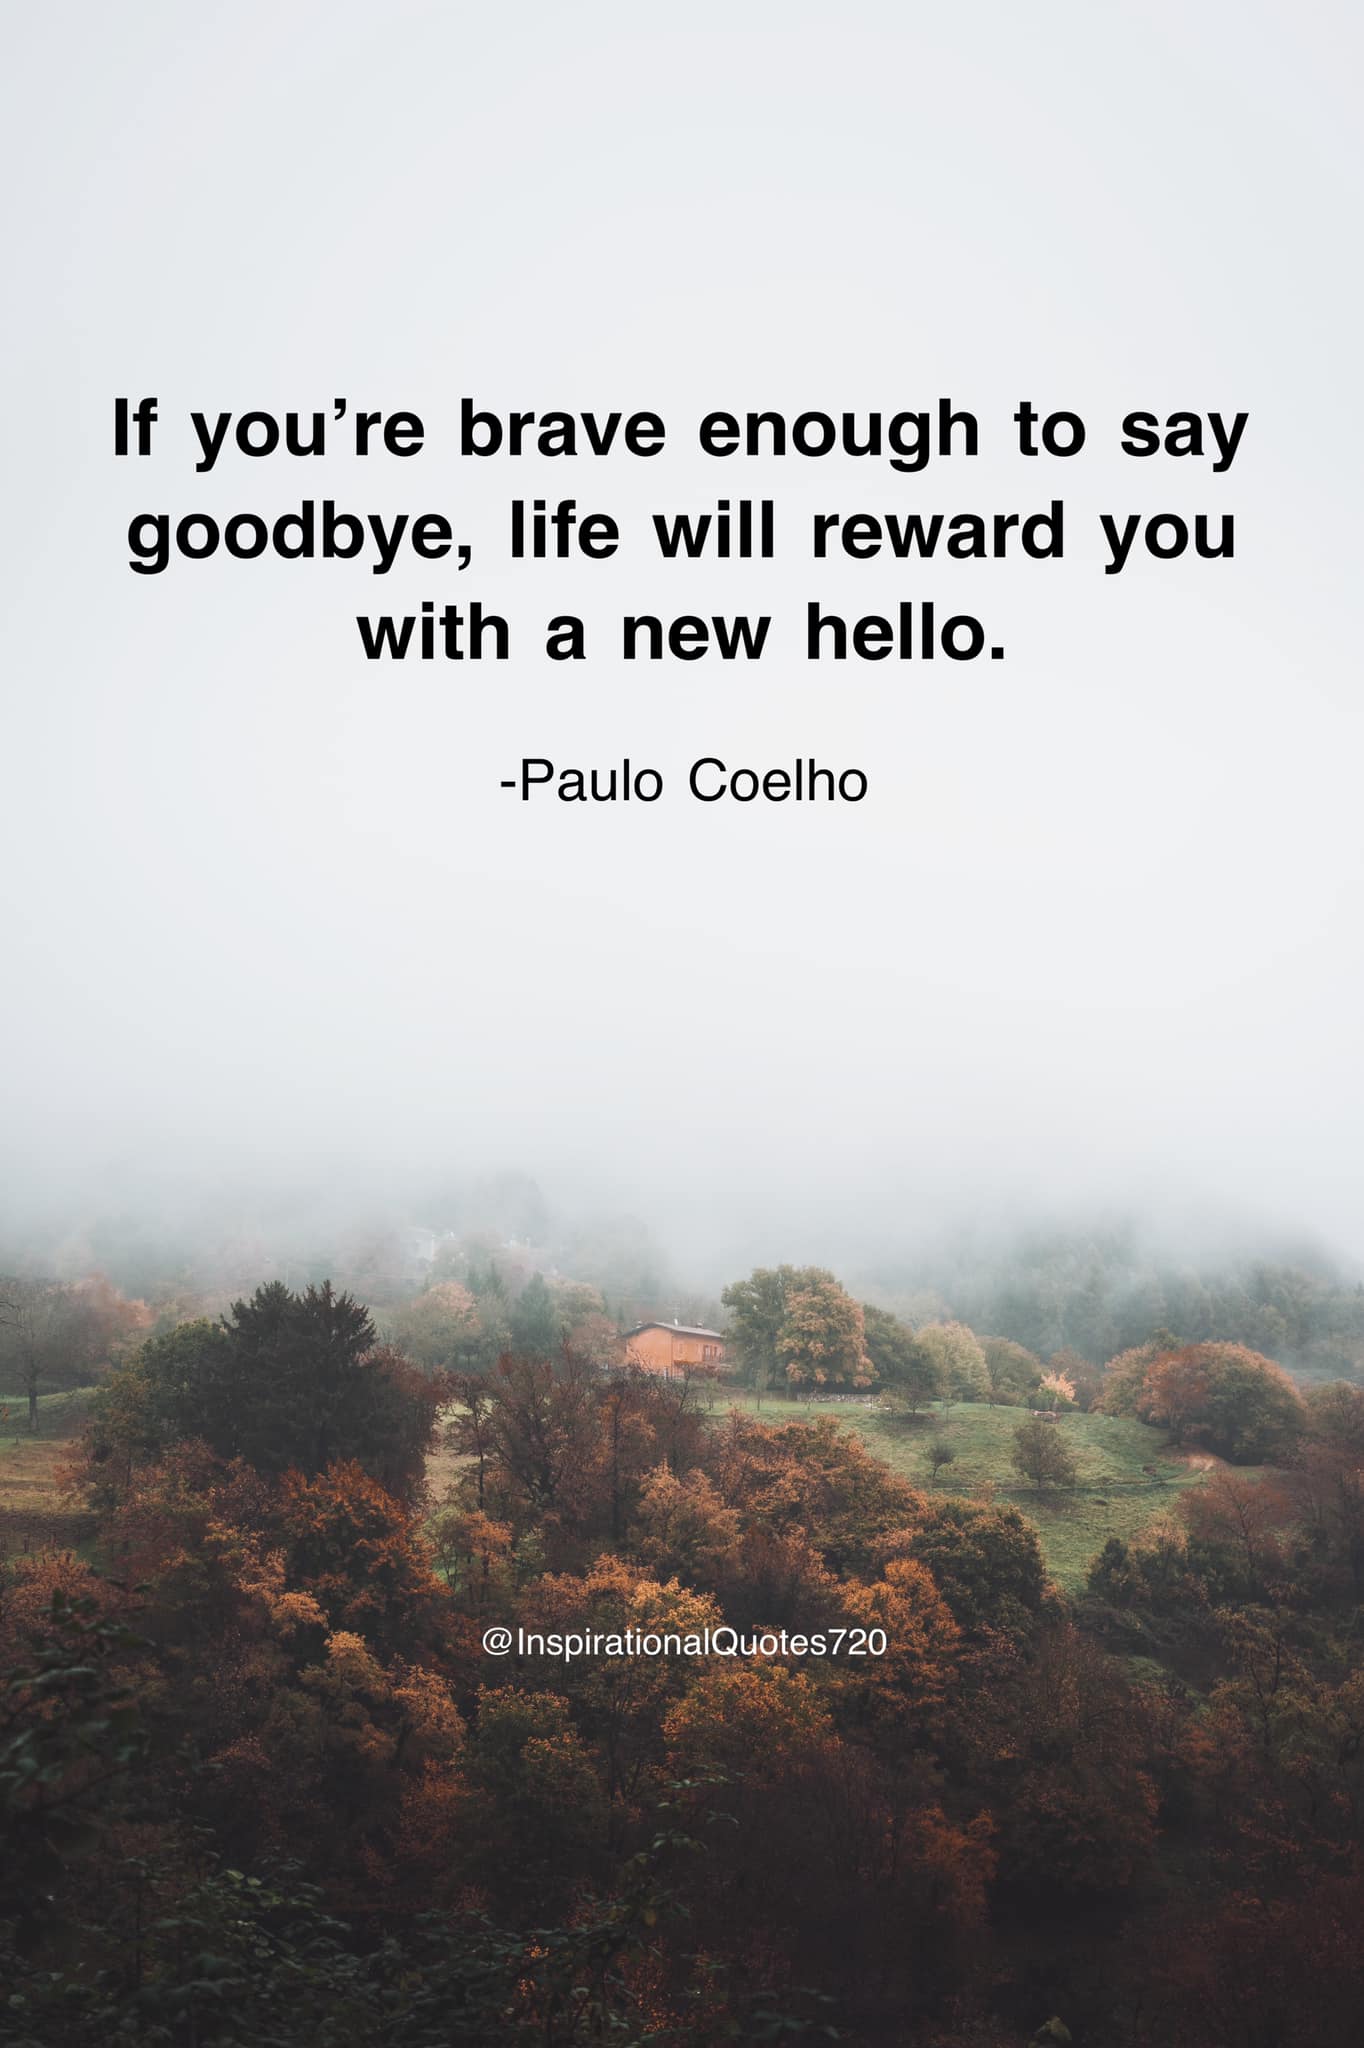 If you’re brave enough to say
goodbye, life will reward you
with a new hello.
-Paulo Coelho
@InspirationalQuotes720